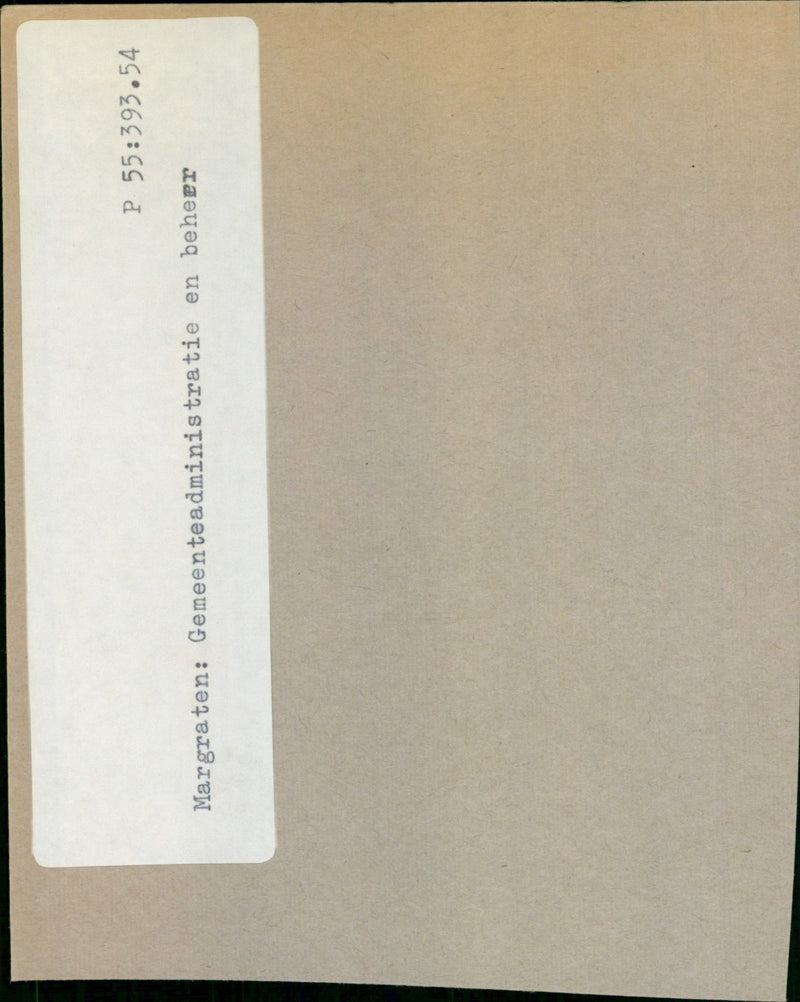 P 55:393.54
Margraten: Gemeenteadministratie en beheer